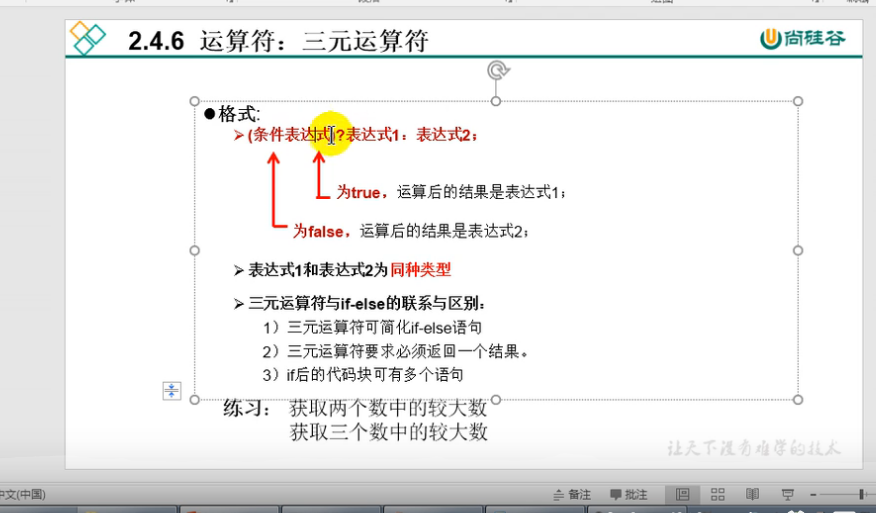 2.4.6 运算符：三元运算符
尚硅谷
●格式:
➢(条件表达式)?表达式1：表达式2；
为true，运算后的结果是表达式1；
为false，运算后的结果是表达式2；
➢表达式1和表达式2为同种类型
➢三元运算符与if-else的联系与区别：
1）三元运算符可简化if-else语句
2）三元运算符要求必须返回一个结果。
3）if后的代码块可有多个语句
练习： 获取两个数中的较大数
获取三个数中的较大数
让天下没有难学的技术
中文(中国)
备注 批注